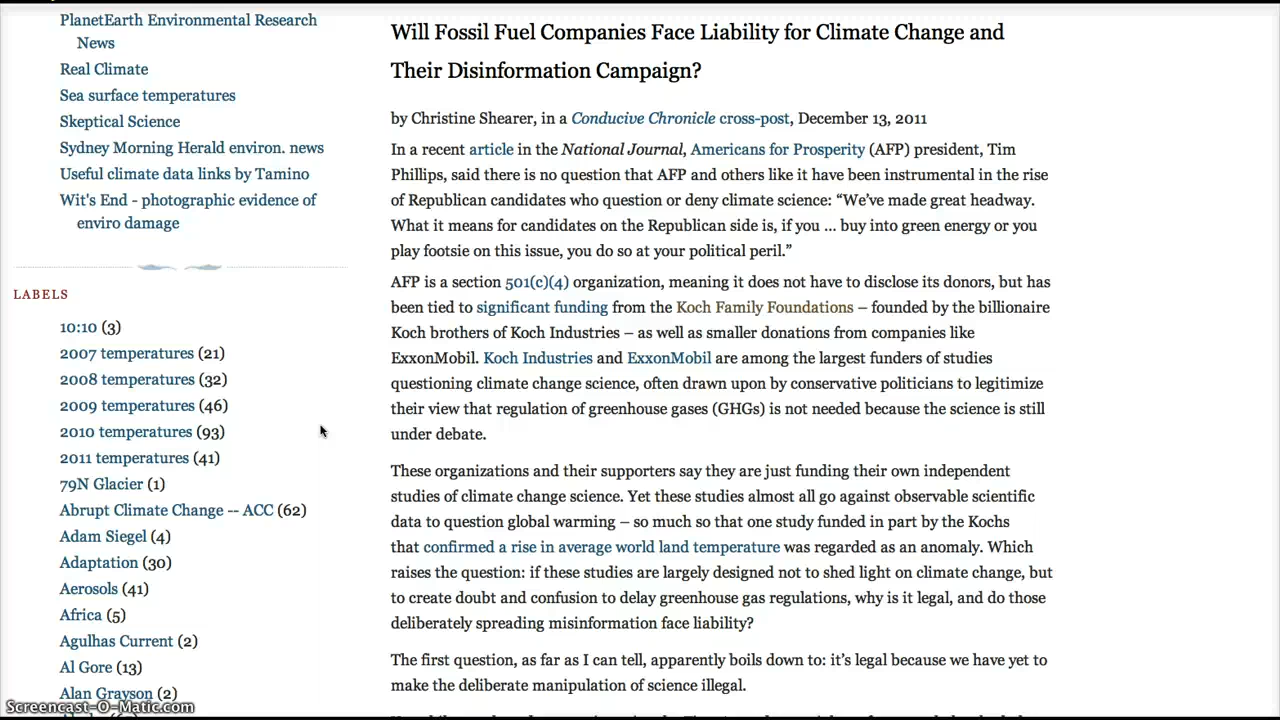 PlanetEarth Environmental Research
News
Real Climate
Sea surface temperatures
Skeptical Science
Sydney Morning Herald environ. news
Useful climate data links by Tamino
Wit's End - photographic evidence of
enviro damage
LABELS
10:10 (3)
2007 temperatures (21)
2008 temperatures (32)
2009 temperatures (46)
2010 temperatures (93)
2011 temperatures (41)
79N Glacier (1)
Abrupt Climate Change -- ACC (62)
Adam Siegel (4)
Adaptation (30)
Aerosols (41)
Africa (5)
Agulhas Current (2)
Al Gore (13)
Alan Grayson (2)
Will Fossil Fuel Companies Face Liability for Climate Change and
Their Disinformation Campaign?
by Christine Shearer, in a Conducive Chronicle cross-post, December 13, 2011
In a recent article in the National Journal, Americans for Prosperity (AFP) president, Tim
Phillips, said there is no question that AFP and others like it have been instrumental in the rise
of Republican candidates who question or deny climate science: “We’ve made great headway.
What it means for candidates on the Republican side is, if you ... buy into green energy or you
play footsie on this issue, you do so at your political peril.”
AFP is a section 501(c)(4) organization, meaning it does not have to disclose its donors, but has
been tied to significant funding from the Koch Family Foundations – founded by the billionaire
Koch brothers of Koch Industries – as well as smaller donations from companies like
ExxonMobil. Koch Industries and ExxonMobil are among the largest funders of studies
questioning climate change science, often drawn upon by conservative politicians to legitimize
their view that regulation of greenhouse gases (GHGs) is not needed because the science is still
under debate.
These organizations and their supporters say they are just funding their own independent
studies of climate change science. Yet these studies almost all go against observable scientific
data to question global warming – so much so that one study funded in part by the Kochs
that confirmed a rise in average world land temperature was regarded as an anomaly. Which
raises the question: if these studies are largely designed not to shed light on climate change, but
to create doubt and confusion to delay greenhouse gas regulations, why is it legal, and do those
deliberately spreading misinformation face liability?
The first question, as far as I can tell, apparently boils down to: it’s legal because we have yet to
make the deliberate manipulation of science illegal.
Screencast-O-Matic.com